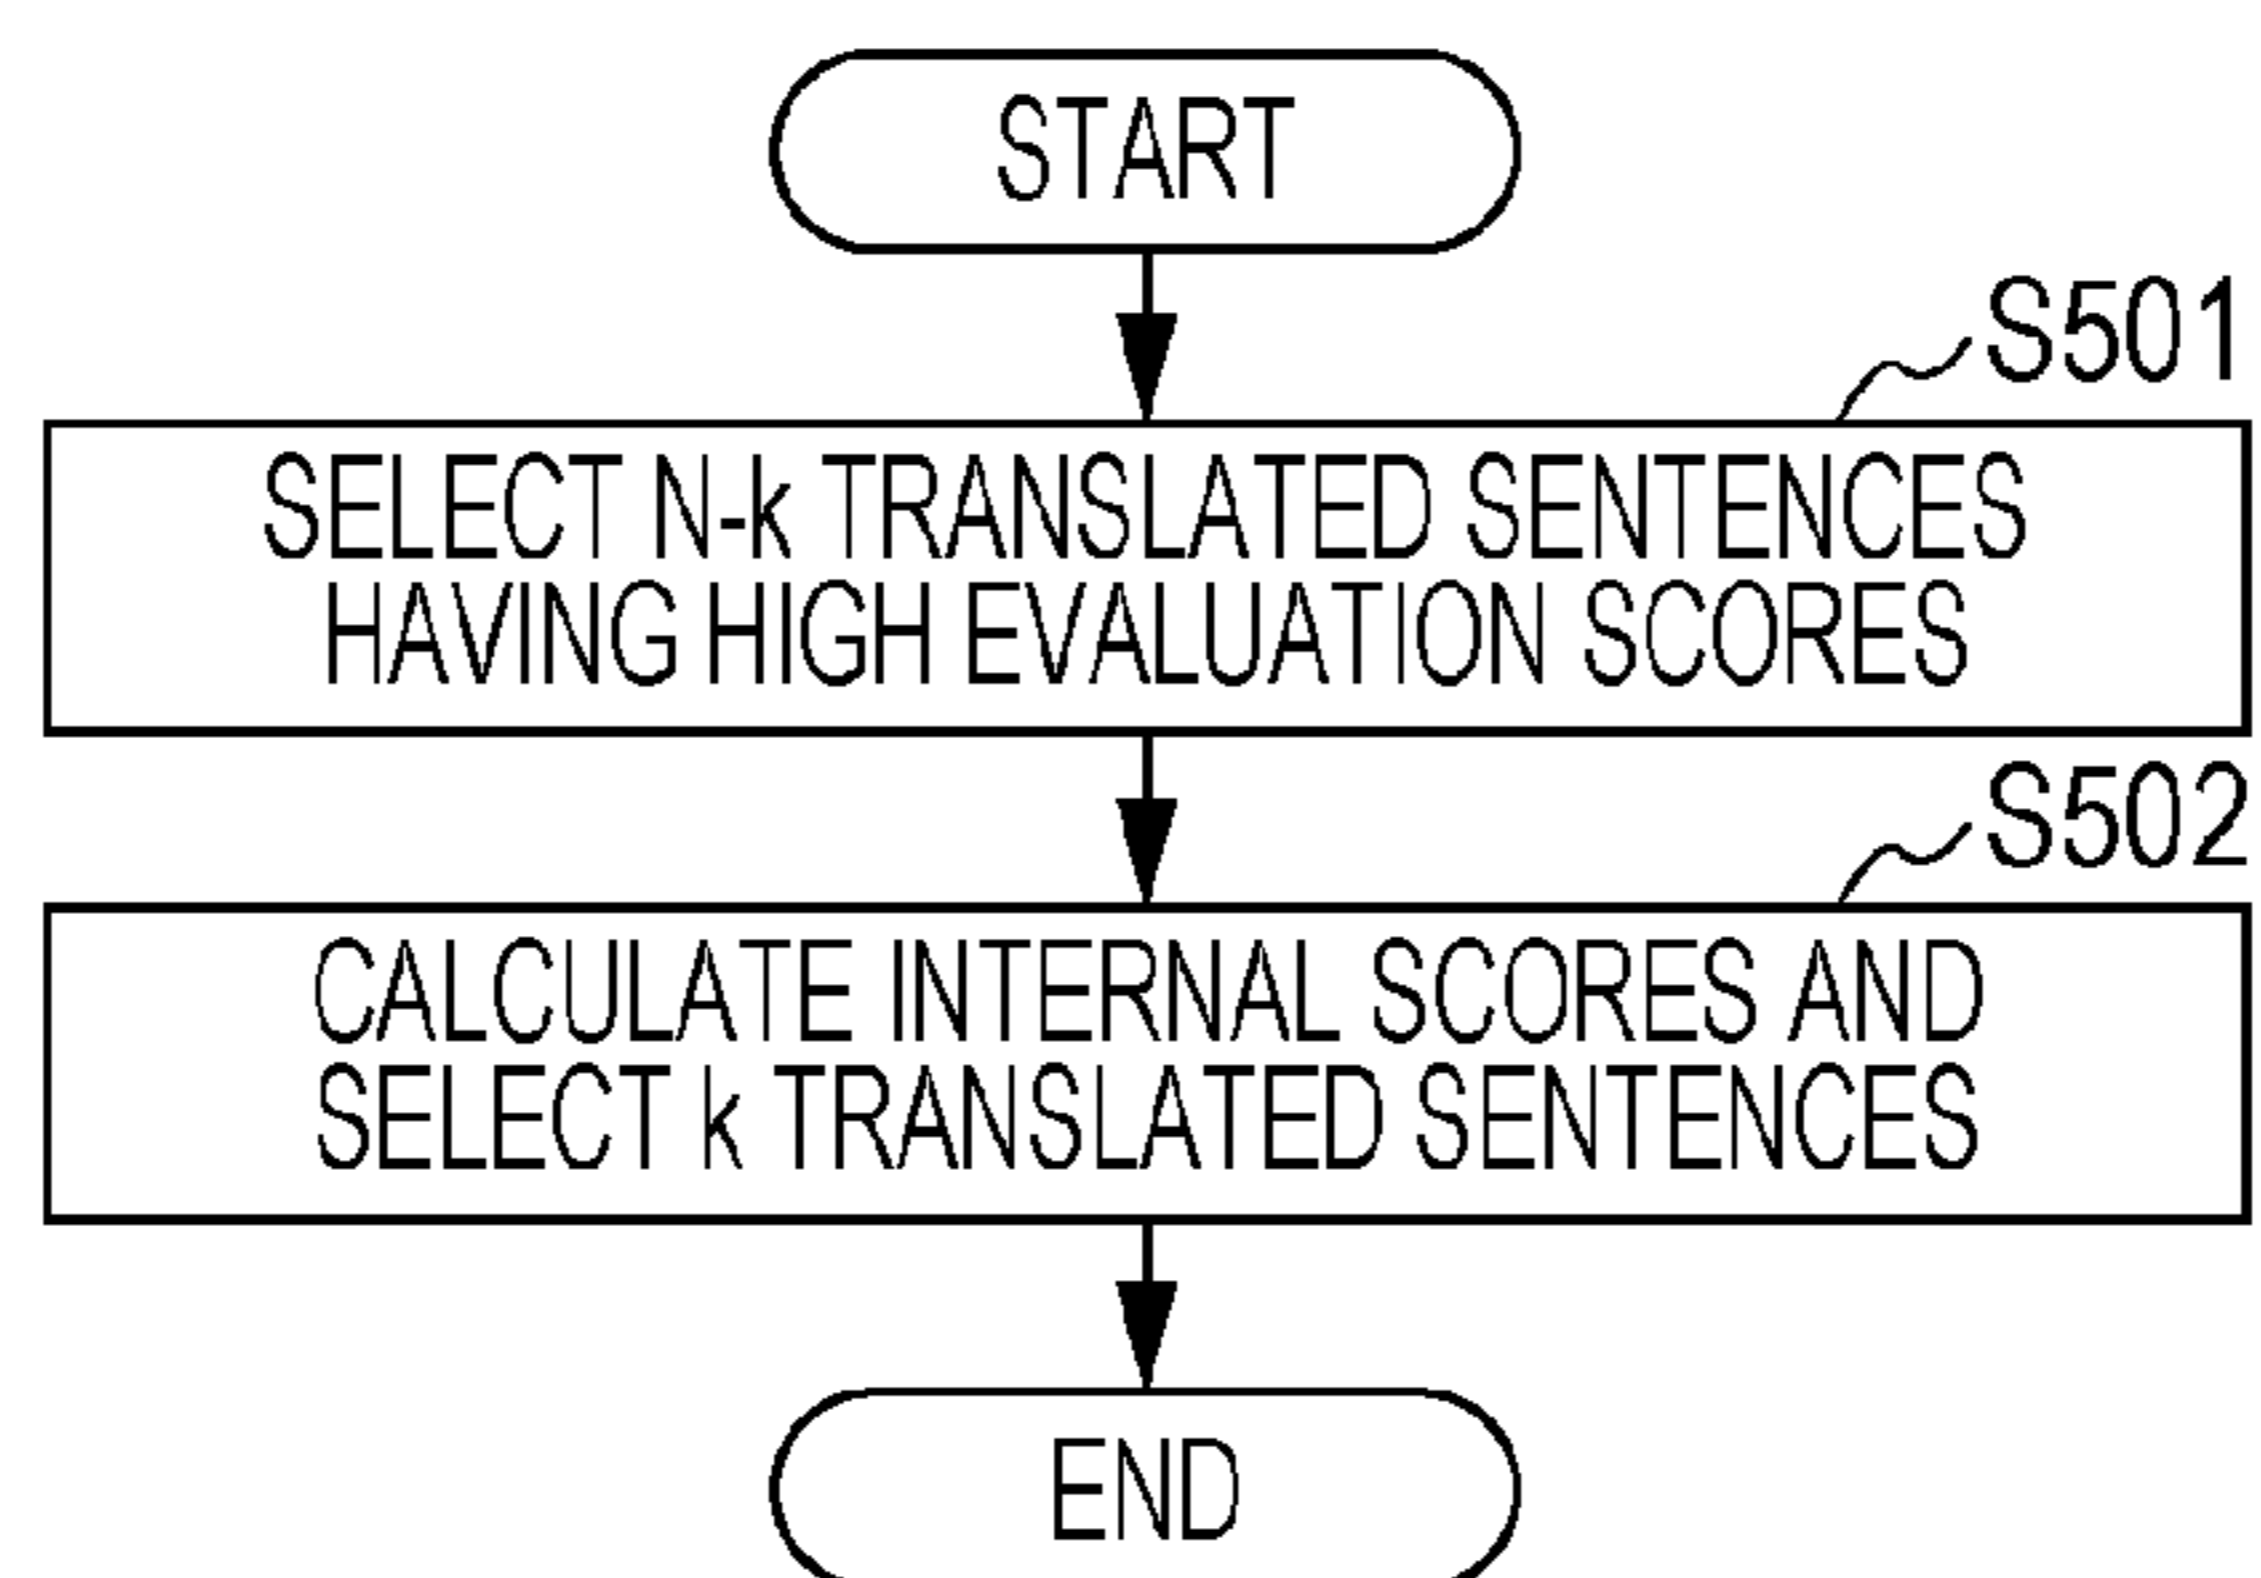 START
S501
SELECT N-k TRANSLATED SENTENCES
HAVING HIGH EVALUATION SCORES
S502
CALCULATE INTERNAL SCORES AND
SELECT k TRANSLATED SENTENCES
END